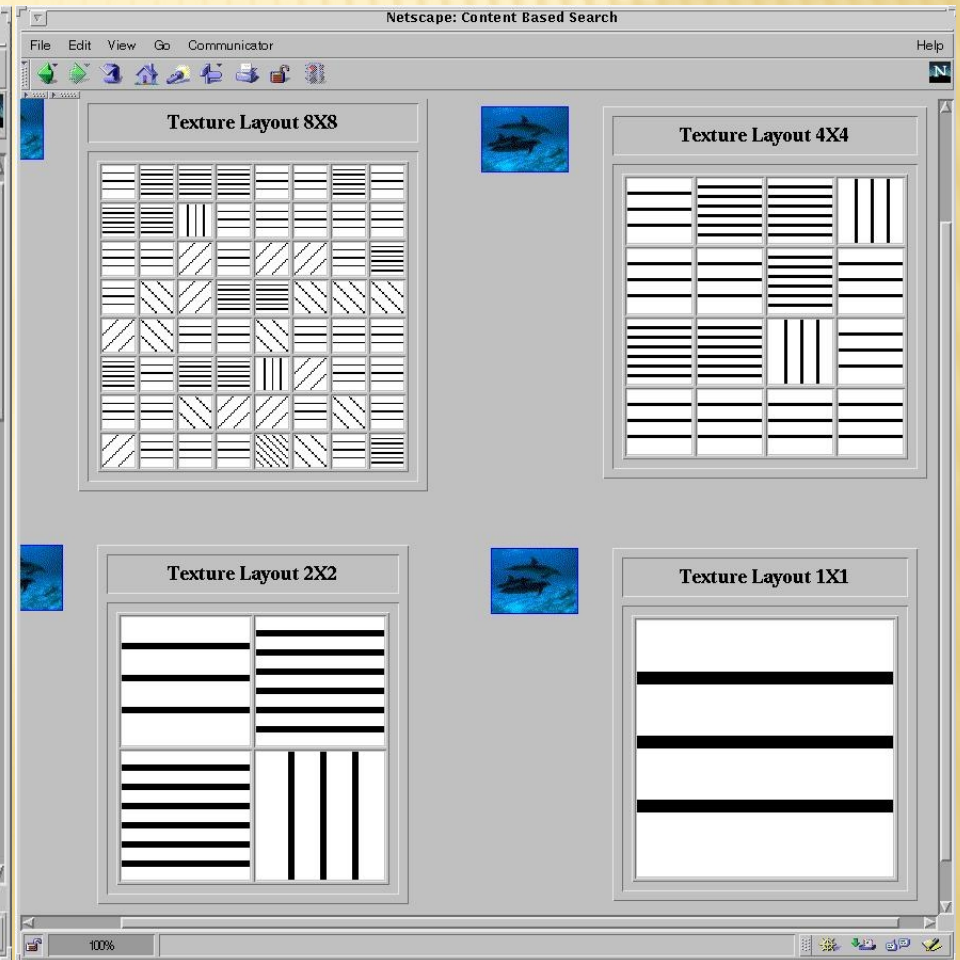 Netscape: Content Based Search
File Edit View Go Communicator Help
N
Texture Layout 8X8
Texture Layout 4X4
Texture Layout 2X2
Texture Layout 1X1
100%